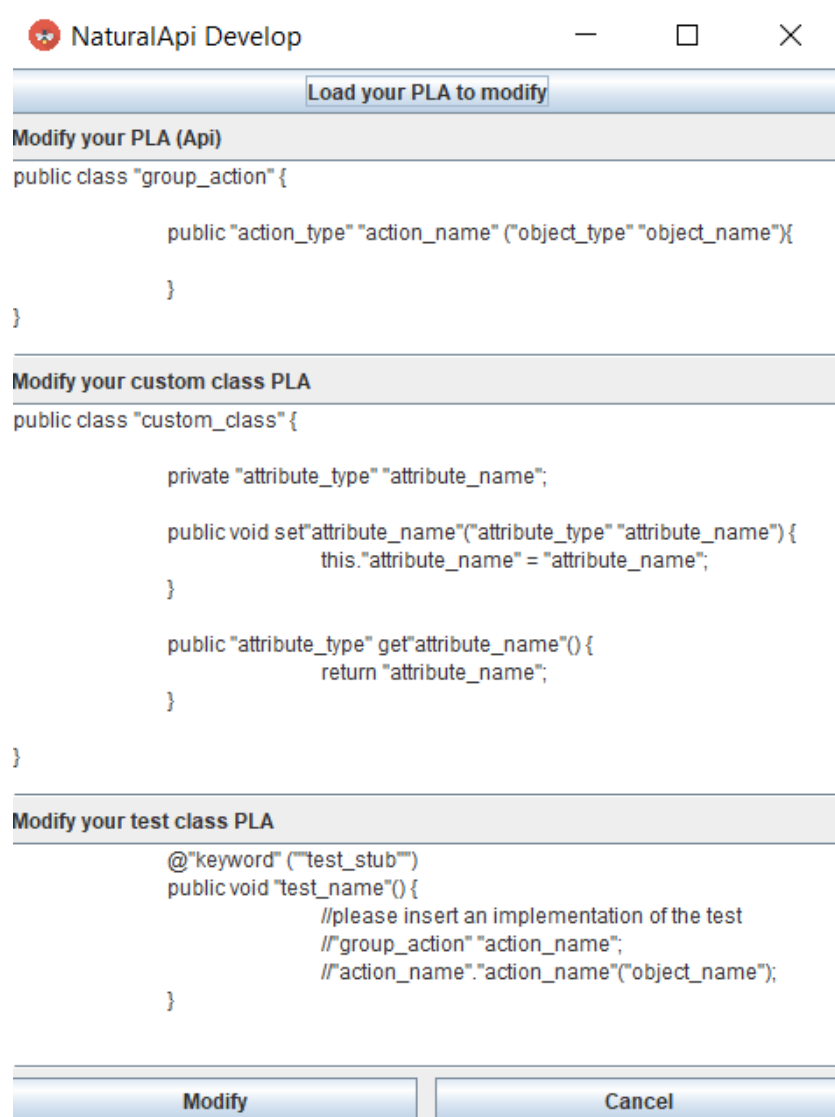 NaturalApi Develop
Load your PLA to modify
Modify your PLA (Api)
public class "group_action" {
public "action_type" "action_name" ("object_type" "object_name"){
}
}
Modify your custom class PLA
public class "custom_class" {
private "attribute_type" "attribute_name";
public void set"attribute_name"("attribute_type" "attribute_name") {
this."attribute_name" = "attribute_name";
}
public "attribute_type" get"attribute_name"() {
return "attribute_name";
}
}
Modify your test class PLA
@"keyword" (""test_stub"")
public void "test_name"() {
//please insert an implementation of the test
//"group_action" "action_name";
//"action_name"."action_name"("object_name");
}
Modify Cancel